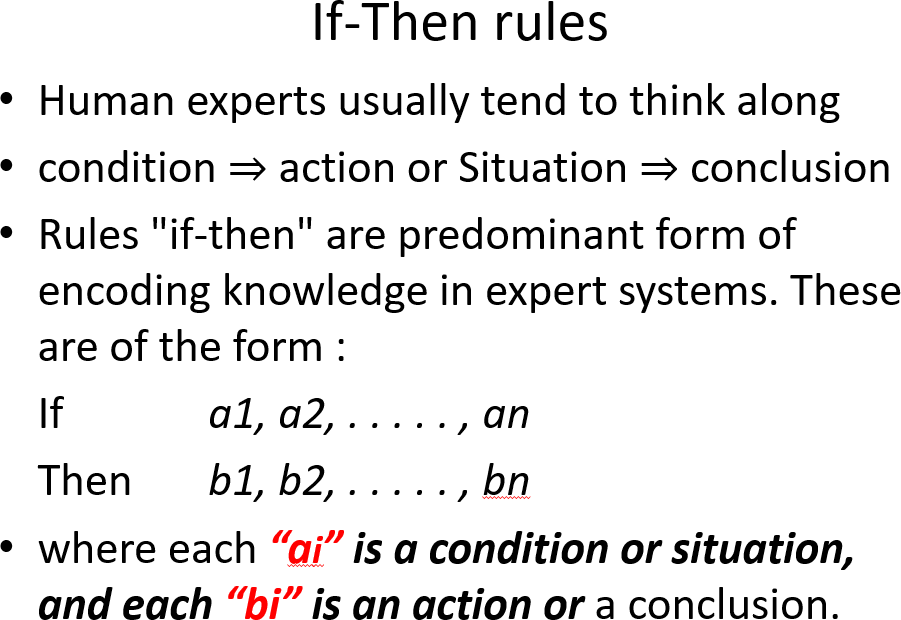 If-Then rules
• Human experts usually tend to think along
• condition ⇒ action or Situation ⇒ conclusion
• Rules "if-then" are predominant form of
encoding knowledge in expert systems. These
are of the form :
If a1, a2, . . . . . , an
Then b1, b2, . . . . . , bn
• where each “ai” is a condition or situation,
and each “bi” is an action or a conclusion.